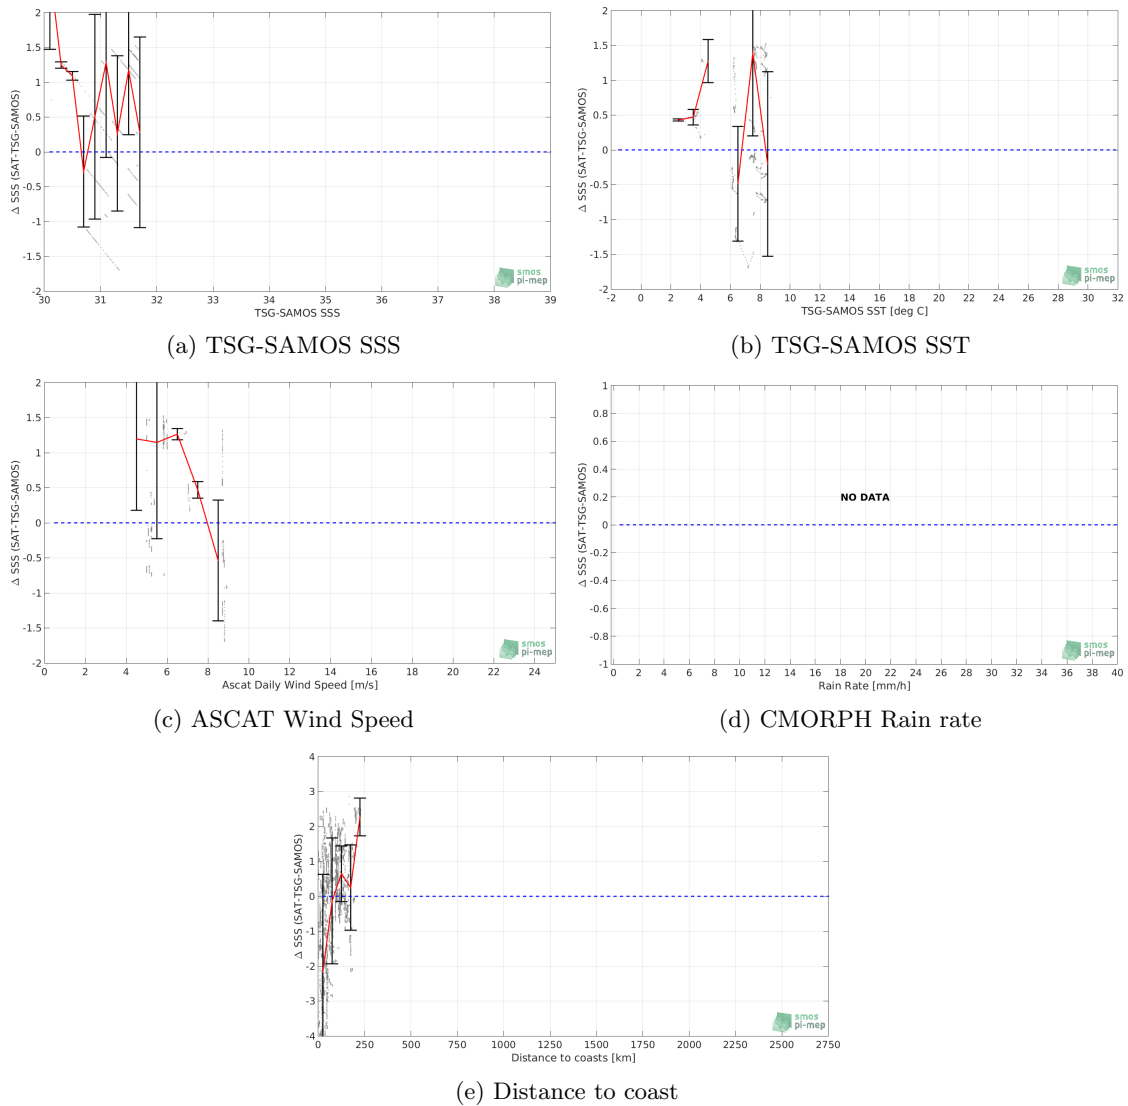 2
1.5
1
0.5
0
-0.5
-1
-1.5
-2
Δ SSS (SAT-TSG-SAMOS)
30 31 32 33 34 35 36 37 38 39
TSG-SAMOS SSS
smos
pi-mep
(a) TSG-SAMOS SSS
2
1.5
1
0.5
0
-0.5
-1
-1.5
-2
Δ SSS (SAT-TSG-SAMOS)
-2 0 2 4 6 8 10 12 14 16 18 20 22 24 26 28 30 32
TSG-SAMOS SST [deg C]
smos
pi-mep
(b) TSG-SAMOS SST
2
1.5
1
0.5
0
-0.5
-1
-1.5
-2
Δ SSS (SAT-TSG-SAMOS)
0 2 4 6 8 10 12 14 16 18 20 22 24
Ascat Daily Wind Speed [m/s]
smos
pi-mep
(c) ASCAT Wind Speed
1
0.8
0.6
0.4
0.2
0
-0.2
-0.4
-0.6
-0.8
-1
Δ SSS (SAT-TSG-SAMOS)
NO DATA
0 2 4 6 8 10 12 14 16 18 20 22 24 26 28 30 32 34 36 38 40
Rain Rate [mm/h]
smos
pi-mep
(d) CMORPH Rain rate
4
3
2
1
0
-1
-2
-3
-4
Δ SSS (SAT-TSG-SAMOS)
0 250 500 750 1000 1250 1500 1750 2000 2250 2500 2750
Distance to coasts [km]
smos
pi-mep
(e) Distance to coast